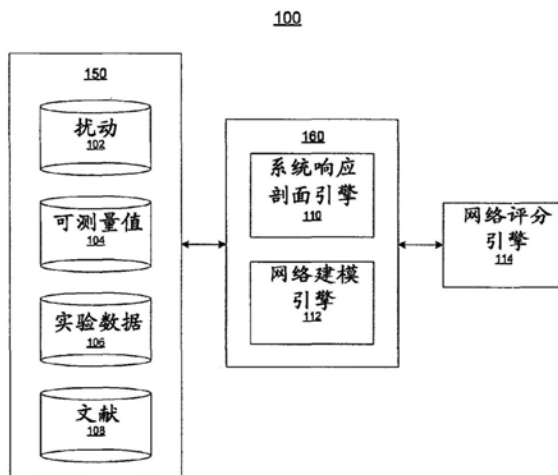 100
150
扰动
102
可测量值
104
实验数据
106
文献
108
160
系统响应
剖面引擎
110
网络建模
引擎
112
网络评分
引擎
114